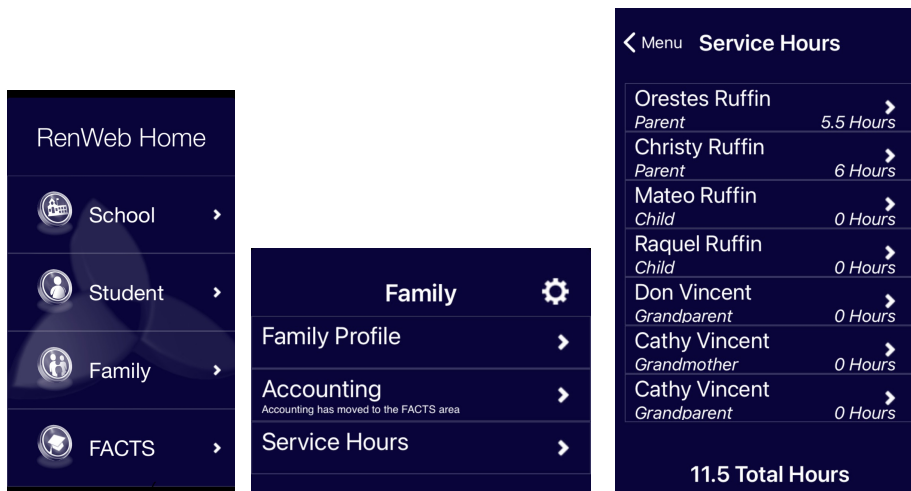 RenWeb Home
School
Student
Family
FACTS
Family
Family Profile
Accounting
Accounting has moved to the FACTS area
Service Hours
Menu Service Hours
Orestes Ruffin
Parent 5.5 Hours
Christy Ruffin
Parent 6 Hours
Mateo Ruffin
Child 0 Hours
Raquel Ruffin
Child 0 Hours
Don Vincent
Grandparent 0 Hours
Cathy Vincent
Grandmother 0 Hours
Cathy Vincent
Grandparent 0 Hours
11.5 Total Hours